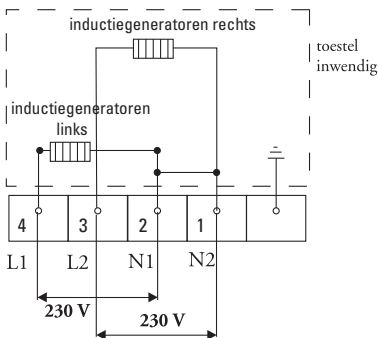 inductiegeneratoren rechts
toestel
inwendig
inductiegeneratoren
links
4 3 2 1
L1 L2 N1 N2
230 V
230 V